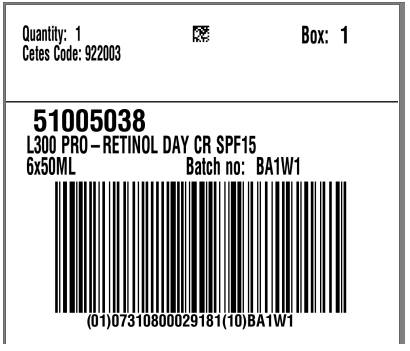 Quantity: 1
Box: 1
Cetes Code: 922003
51005038
L300 PRO-RETINOL DAY CR SPF15
6x50ML Batch no: BA1W1
(01)07310800029181(10)BA1W1